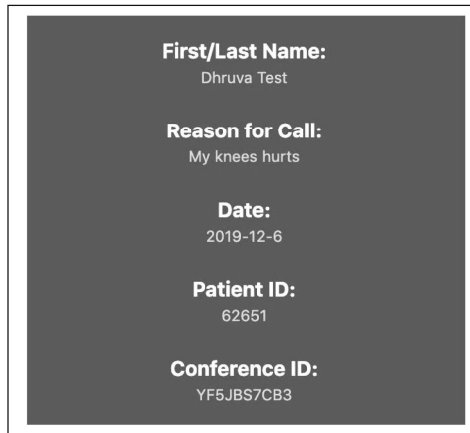 First/Last Name:
Dhruva Test
Reason for Call:
My knees hurts
Date:
2019-12-6
Patient ID:
62651
Conference ID:
YF5JBS7CB3